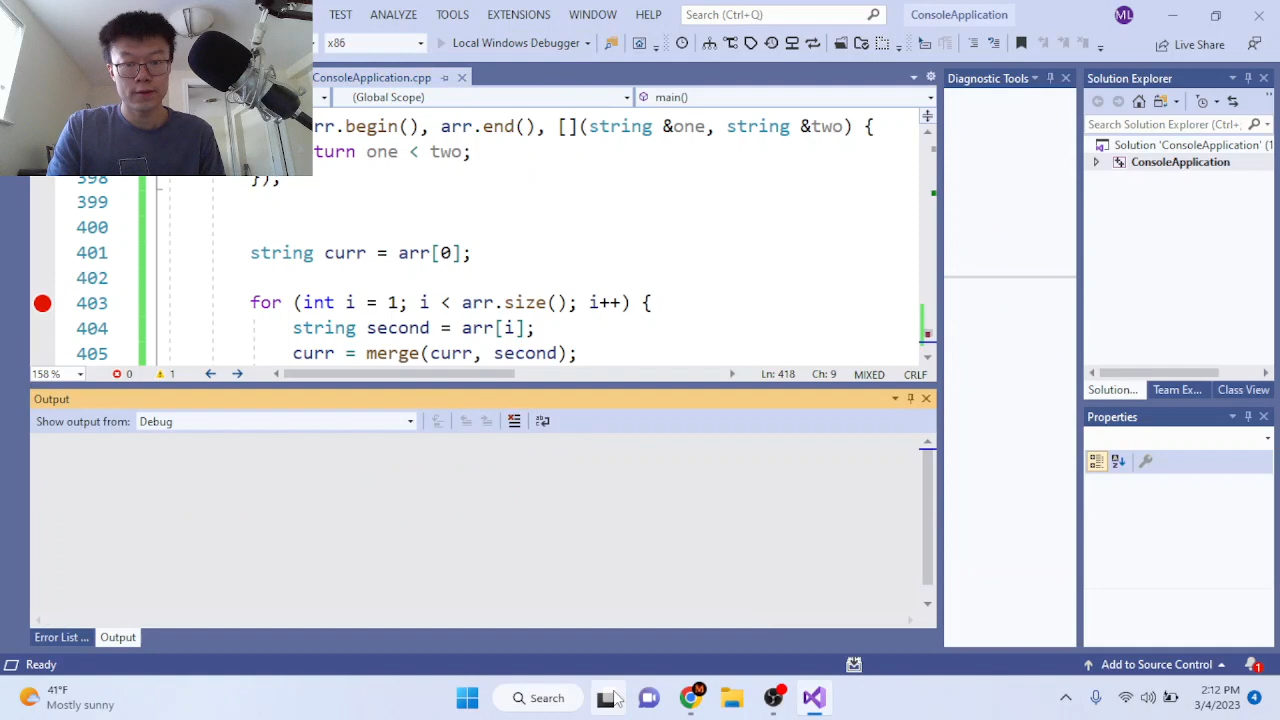 TEST ANALYZE TOOLS EXTENSIONS WINDOW HELP Search (Ctrl+Q) ConsoleApplication ML
x86 Local Windows Debugger Live Share
ConsoleApplication.cpp Diagnostic Tools Solution Explorer
(Global Scope) main()
Search Solution Explorer (Ctrl+;
rr.begin(), arr.end(), [](string &one, string &two) {
Solution 'ConsoleApplication' (1
turn one < two; ConsoleApplication
398 });
399
400
401 string curr = arr[0];
402
403 for (int i = 1; i < arr.size(); i++) {
404 string second = arr[i];
405 curr = merge(curr, second);
158 % 0 1 Ln: 418 Ch: 9 MIXED CRLF
Solution... Team Ex... Class View
Output
Properties
Show output from: Debug
Error List ... Output
Ready Add to Source Control 1
41°F
Mostly sunny
Search
M
2:12 PM
3/4/2023
4